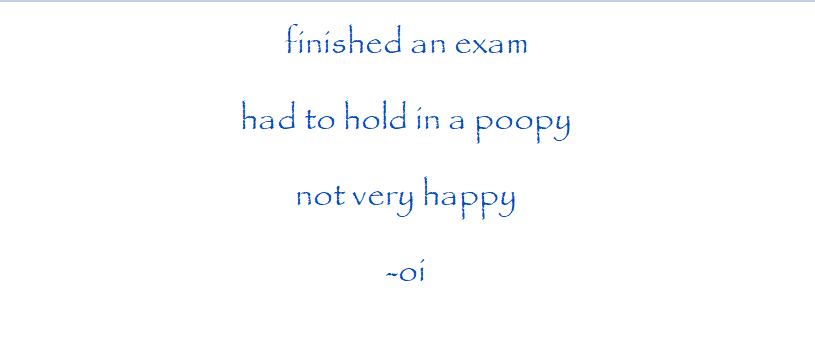 finished an exam
had to hold in a poopy
not very happy
~oi